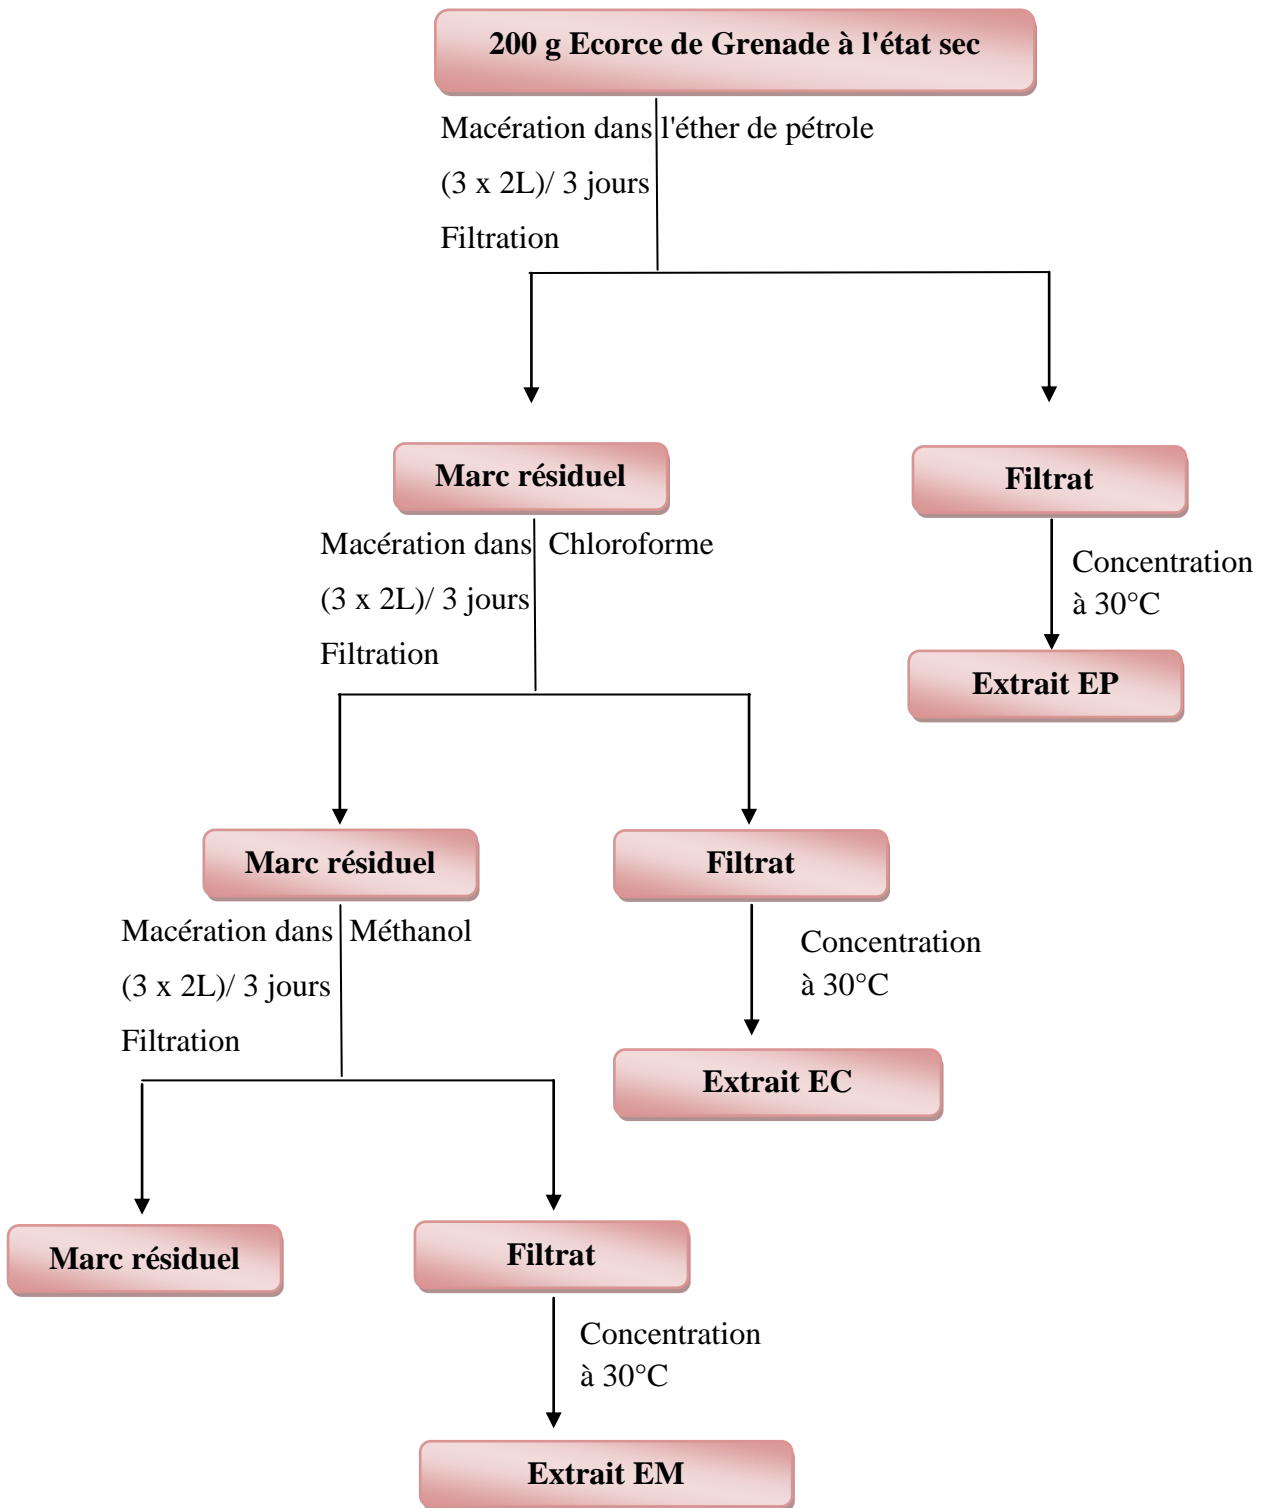 200 g Ecorce de Grenade à l'état sec
Macération dans l'éther de pétrole
(3 x 2L)/ 3 jours
Filtration
Marc résiduel
Filtrat
Macération dans Chloroforme
(3 x 2L)/ 3 jours
Filtration
Concentration
à 30°C
Extrait EP
Marc résiduel
Filtrat
Macération dans Méthanol
(3 x 2L)/ 3 jours
Filtration
Concentration
à 30°C
Extrait EC
Marc résiduel
Filtrat
Concentration
à 30°C
Extrait EM